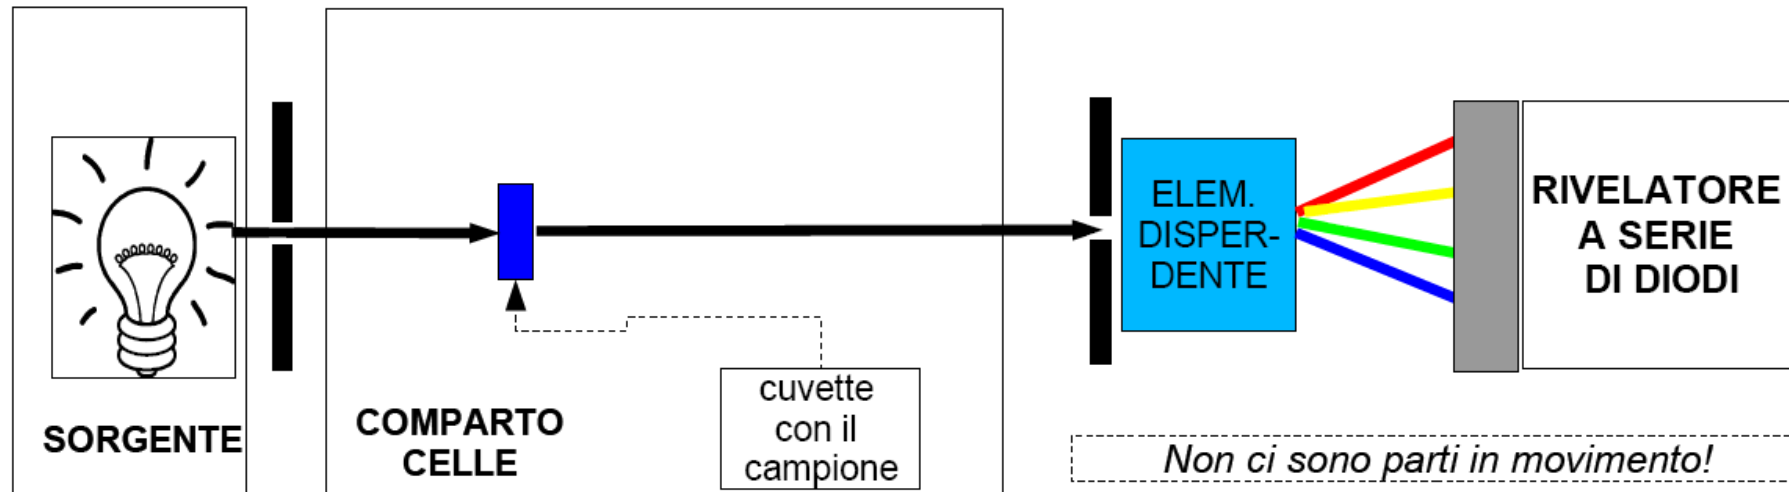 SORGENTE
COMPARTO
CELLE
cuvette
con il
campione
ELEM.
DISPER-
DENTE
RIVELATORE
A SERIE
DI DIODI
Non ci sono parti in movimento!